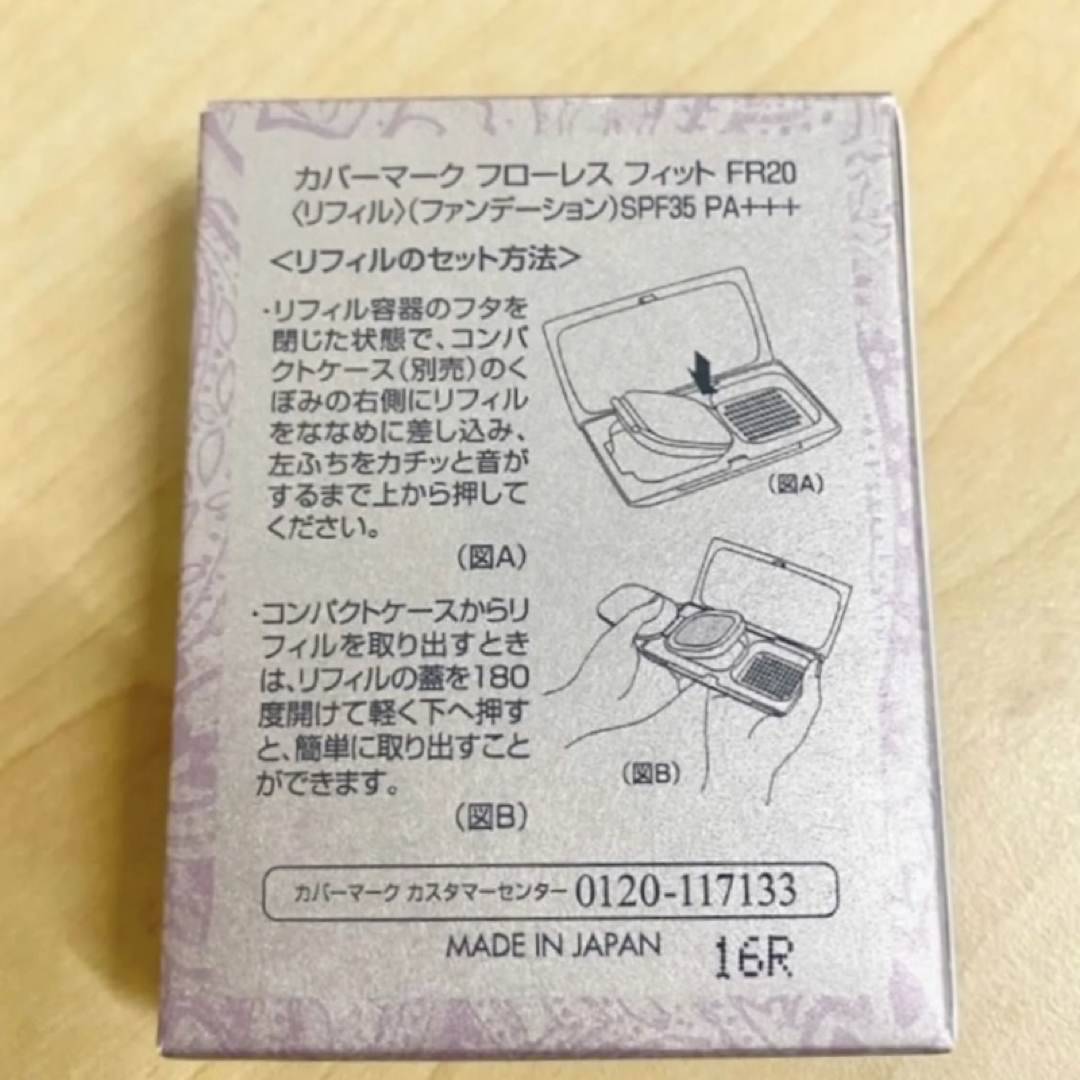 カバーマーク フローレス フィット FR20
〈リフィル〉(ファンデーション)SPF35 PA+++
<リフィルのセット方法>
・リフィル容器のフタを
閉じた状態で、コンパ
クトケース(別売)のく
ぼみの右側にリフィル
をななめに差し込み、
左ふちをカチッと音が
するまで上から押して
ください。
(図A)
(図A)
・コンパクトケースからリ
フィルを取り出すとき
は、リフィルの蓋を180
度開けて軽く下へ押す
と、簡単に取り出すこと
ができます。
(図B)
(図B)
カバーマーク カスタマーセンター 0120-117133
MADE IN JAPAN
16R